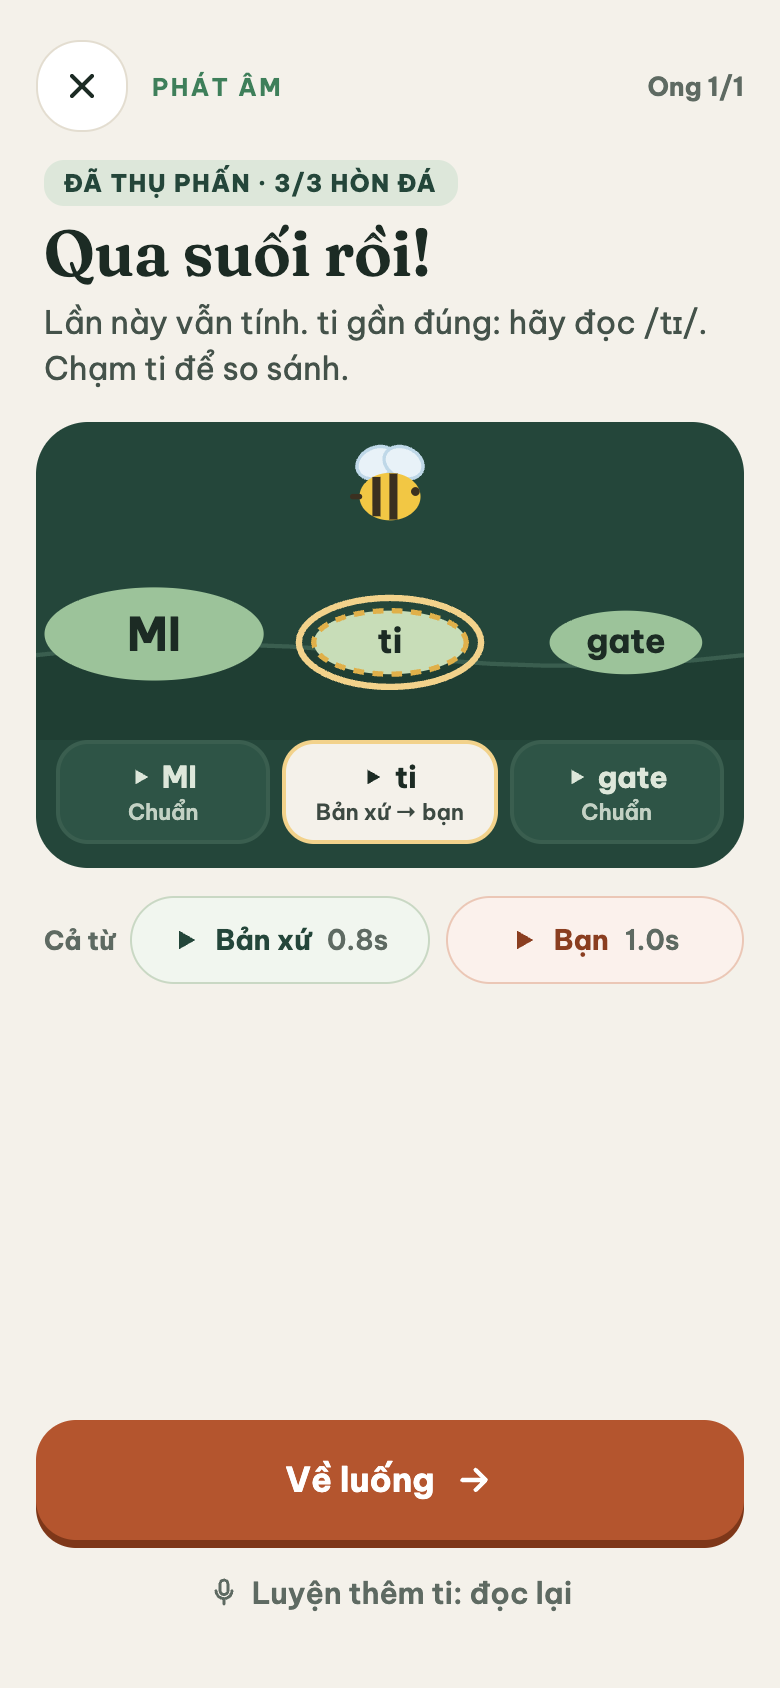 PHÁT ÂM
Ong 1/1
ĐÃ THỤ PHẤN · 3/3 HÒN ĐÁ
Qua suối rồi!
Lần này vẫn tính. ti gần đúng: hãy đọc /tɪ/.
Chạm ti để so sánh.
MI
ti
gate
MI
Chuẩn
ti
Bản xứ → bạn
gate
Chuẩn
Cả từ
Bản xứ 0.8s
Bạn 1.0s
Về luống →
Luyện thêm ti: đọc lại